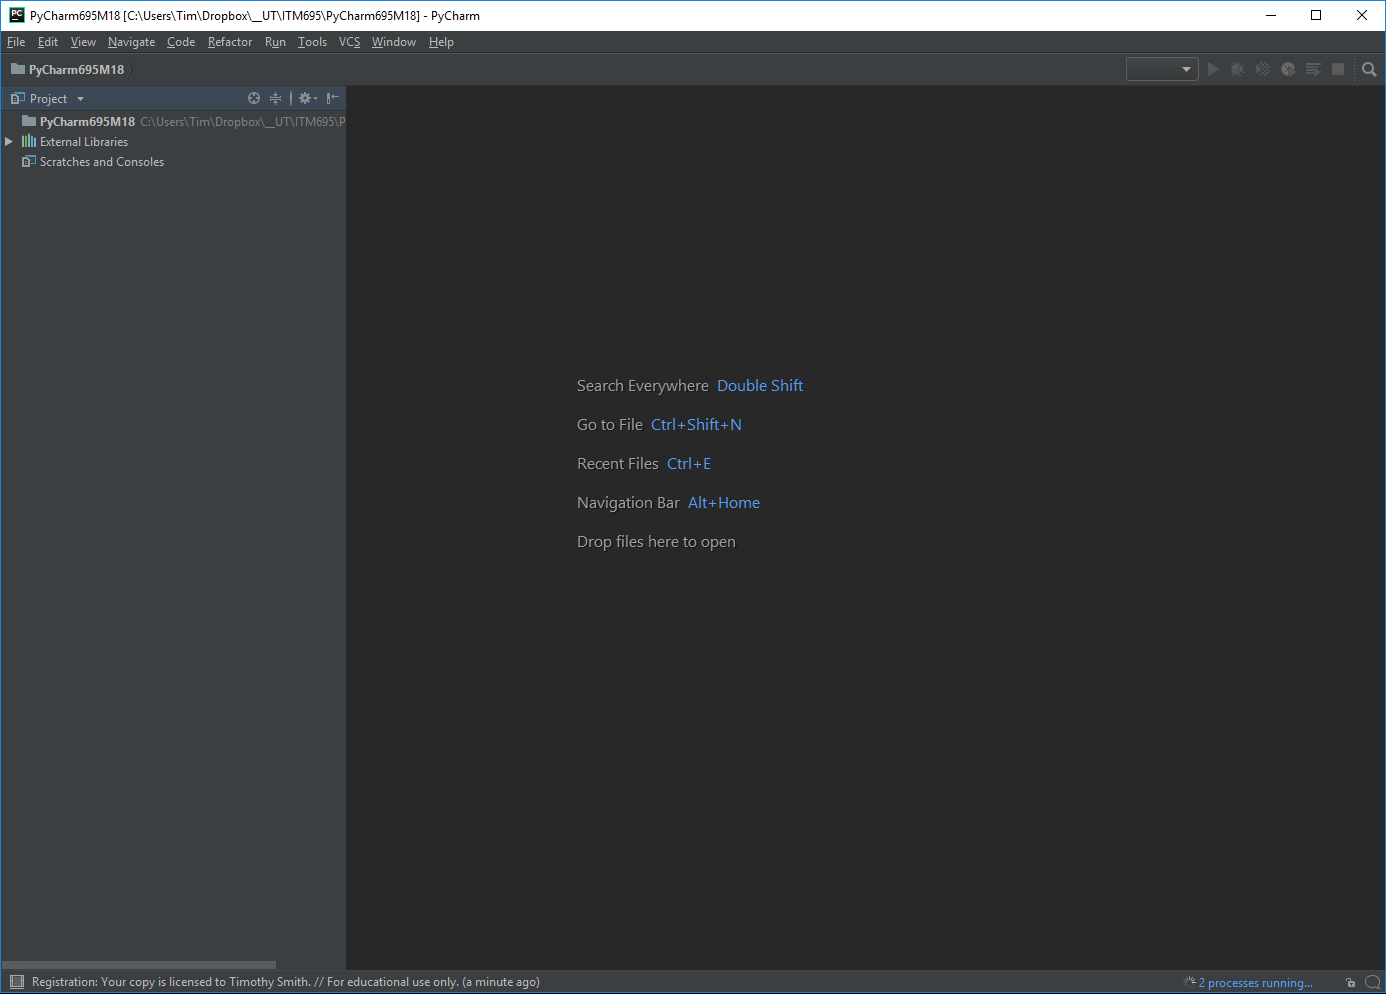 PC PyCharm695M18 [C:\Users\Tim\Dropbox\__UT\ITM695\PyCharm695M18] - PyCharm
File Edit View Navigate Code Refactor Run Tools VCS Window Help
PyCharm695M18
Project
PyCharm695M18 C:\Users\Tim\Dropbox\__UT\ITM695\P
External Libraries
Scratches and Consoles
Search Everywhere Double Shift
Go to File Ctrl+Shift+N
Recent Files Ctrl+E
Navigation Bar Alt+Home
Drop files here to open
Registration: Your copy is licensed to Timothy Smith. // For educational use only. (a minute ago)
2 processes running...